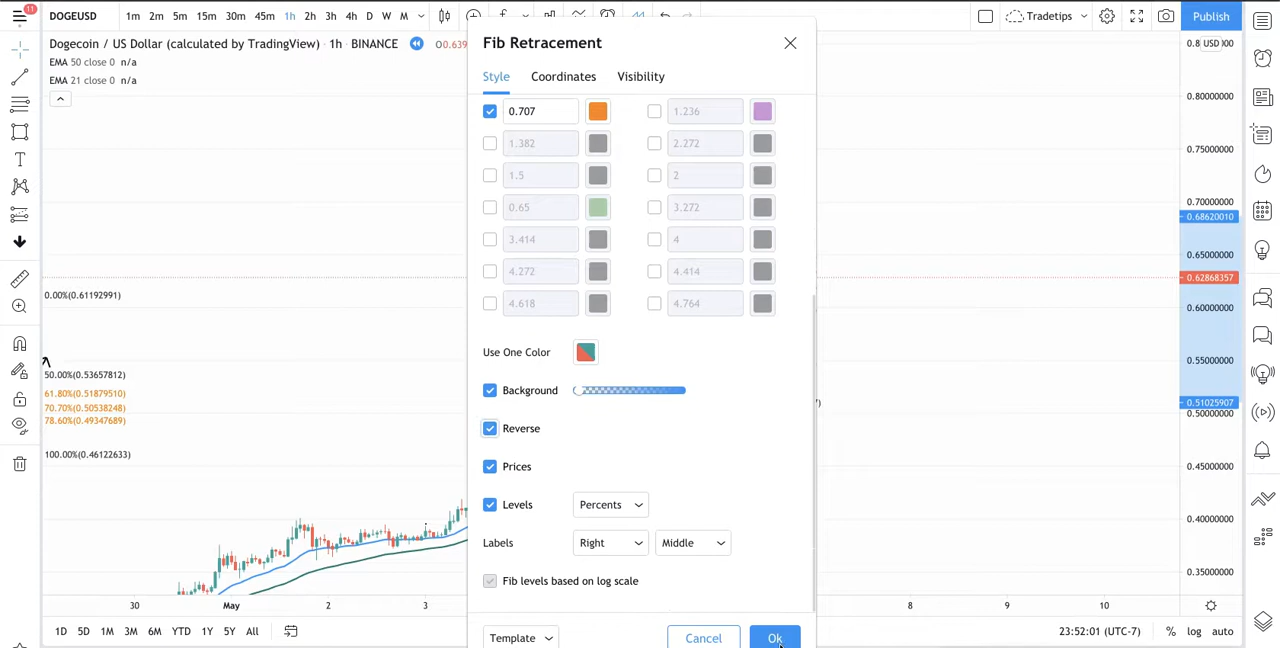 11
DOGEUSD 1m 2m 5m 15m 30m 45m 1h 2h 3h 4h D W M
Tradetips Publish
Dogecoin / US Dollar (calculated by TradingView) · 1h · BINANCE O0.639
EMA 50 close 0 n/a
EMA 21 close 0 n/a
Fib Retracement
Style Coordinates Visibility
0.707 1.236
1.382 2.272
1.5 2
0.65 3.272
3.414 4
4.272 4.414
4.618 4.764
Use One Color
Background
Reverse
Prices
Levels Percents
Labels Right Middle
Fib levels based on log scale
Template Cancel Ok
0.00%(0.61192991)
50.00%(0.53657812)
61.80%(0.51879510)
70.70%(0.50538248)
78.60%(0.49347689)
100.00%(0.46122633)
USD
0.80000000
0.75000000
0.70000000
0.68620010
0.65000000
0.62868357
0.60000000
0.55000000
0.51025907
0.50000000
0.45000000
0.40000000
0.35000000
30 May 2 3 8 9 10
1D 5D 1M 3M 6M YTD 1Y 5Y All
23:52:01 (UTC-7) % log auto